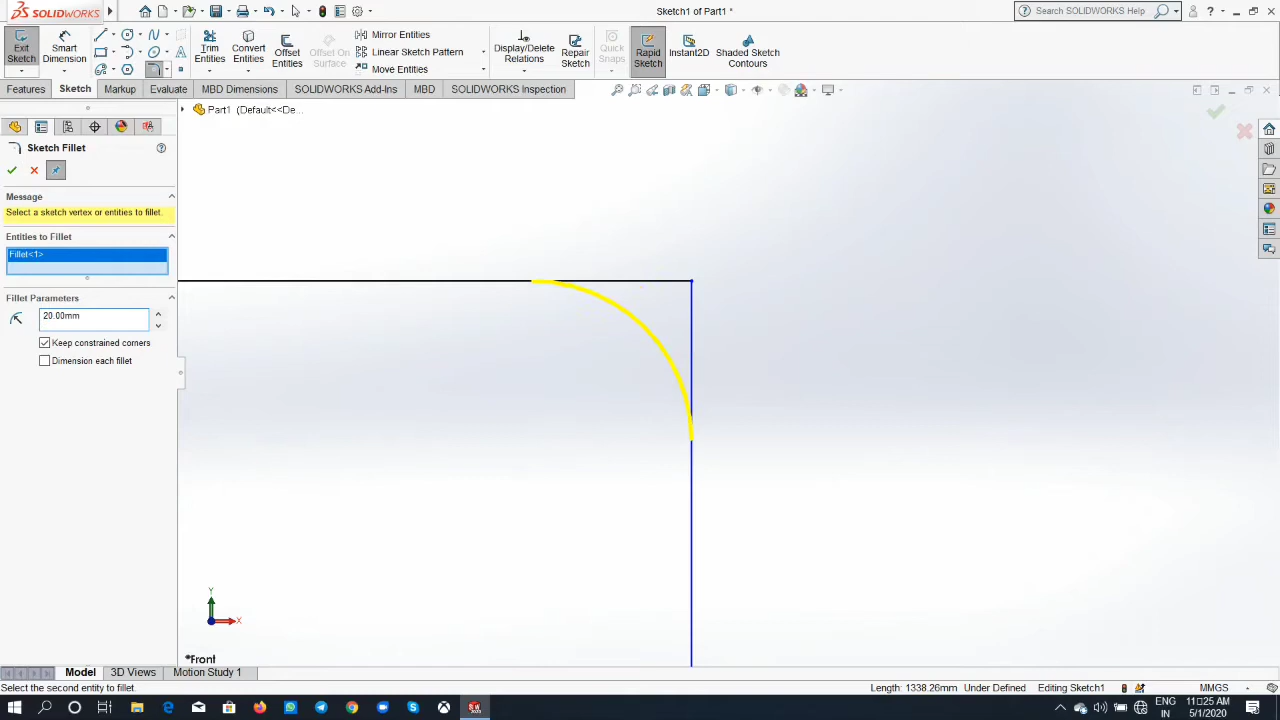 SOLIDWORKS
Sketch1 of Part1 *
Search SOLIDWORKS Help
Exit Sketch
Smart Dimension
Trim Entities
Convert Entities
Offset Entities
Offset On Surface
Mirror Entities
Linear Sketch Pattern
Move Entities
Display/Delete Relations
Repair Sketch
Quick Snaps
Rapid Sketch
Instant2D
Shaded Sketch Contours
Features
Sketch
Markup
Evaluate
MBD Dimensions
SOLIDWORKS Add-Ins
MBD
SOLIDWORKS Inspection
Part1 (Default<<De...
Sketch Fillet
Message
Select a sketch vertex or entities to fillet.
Entities to Fillet
Fillet<1>
Fillet Parameters
20.00mm
Keep constrained corners
Dimension each fillet
Y
X
*Front
Model
3D Views
Motion Study 1
Select the second entity to fillet.
Length: 1338.26mm
Under Defined
Editing Sketch1
MMGS
ENG
IN
11:25 AM
5/1/2020